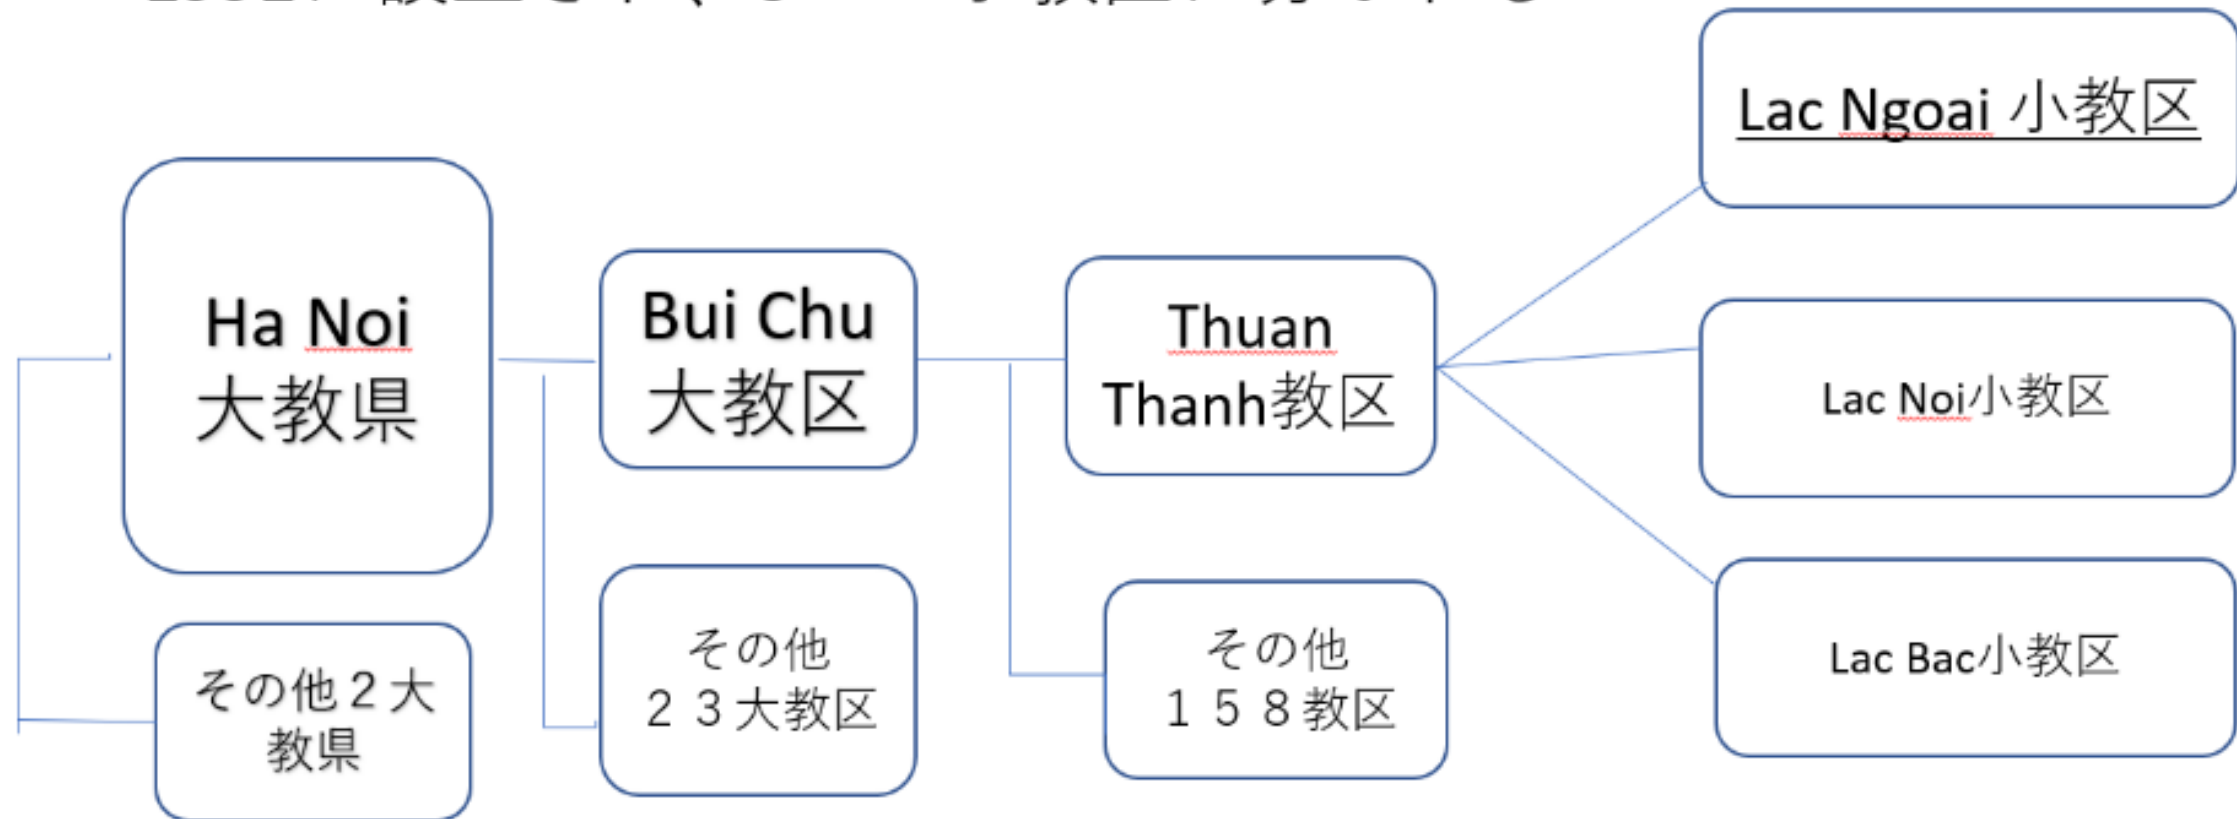 Lac Ngoai 小教区
Ha Noi
大教県
Bui Chu
大教区
Thuan
Thanh教区
Lac Noi小教区
Lac Bac小教区
その他２大
教県
その他
２３大教区
その他
１５８教区